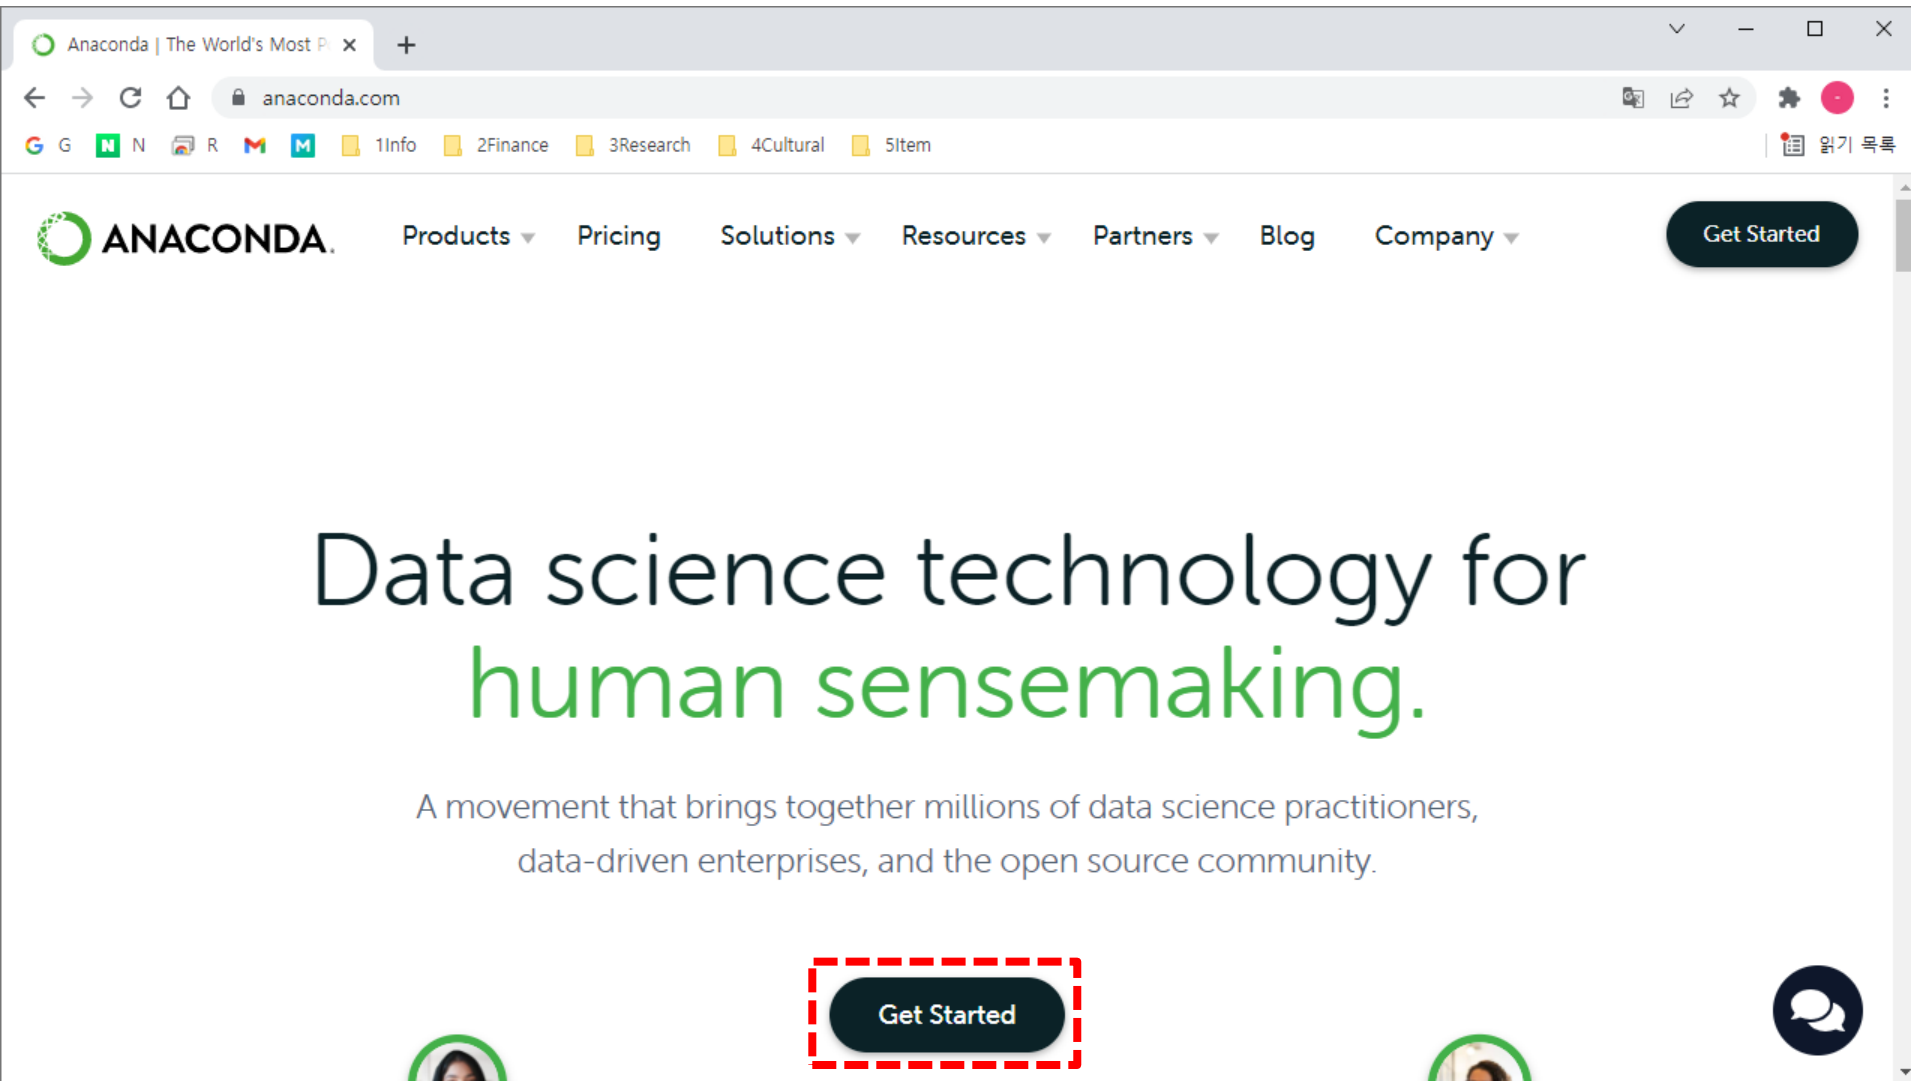 Anaconda | The World's Most P
anaconda.com
G N R M 1Info 2Finance 3Research 4Cultural 5Item 읽기 목록
ANACONDA. Products Pricing Solutions Resources Partners Blog Company Get Started
Data science technology for
human sensemaking.
A movement that brings together millions of data science practitioners,
data-driven enterprises, and the open source community.
Get Started